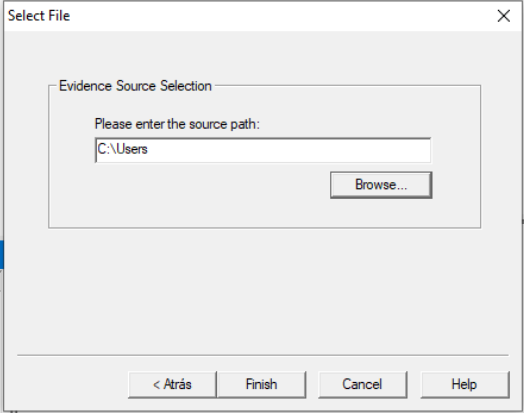 Select File
Evidence Source Selection
Please enter the source path:
C:\Users
Browse...
< Atrás
Finish
Cancel
Help